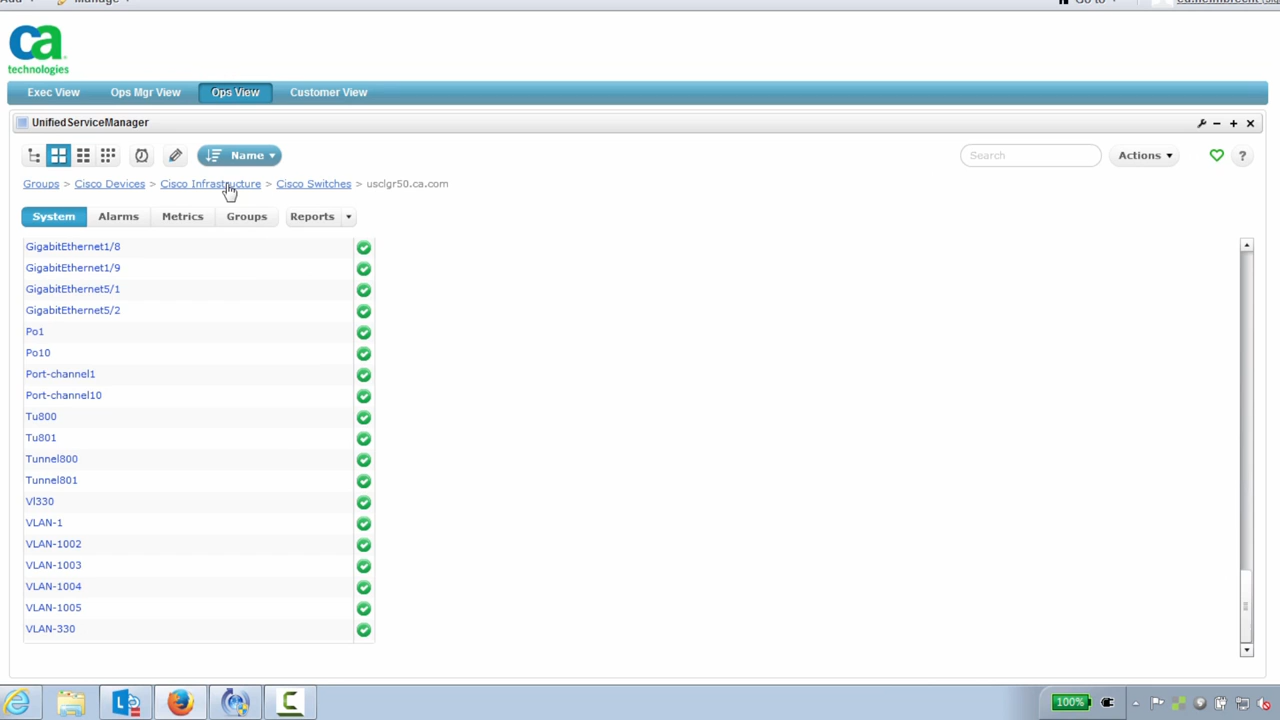 Manage
Go to
ca
technologies
Exec View Ops Mgr View Ops View Customer View
UnifiedServiceManager
Name Search Actions ?
Groups > Cisco Devices > Cisco Infrastructure > Cisco Switches > usclgr50.ca.com
System Alarms Metrics Groups Reports
GigabitEthernet1/8
GigabitEthernet1/9
GigabitEthernet5/1
GigabitEthernet5/2
Po1
Po10
Port-channel1
Port-channel10
Tu800
Tu801
Tunnel800
Tunnel801
Vl330
VLAN-1
VLAN-1002
VLAN-1003
VLAN-1004
VLAN-1005
VLAN-330
100%